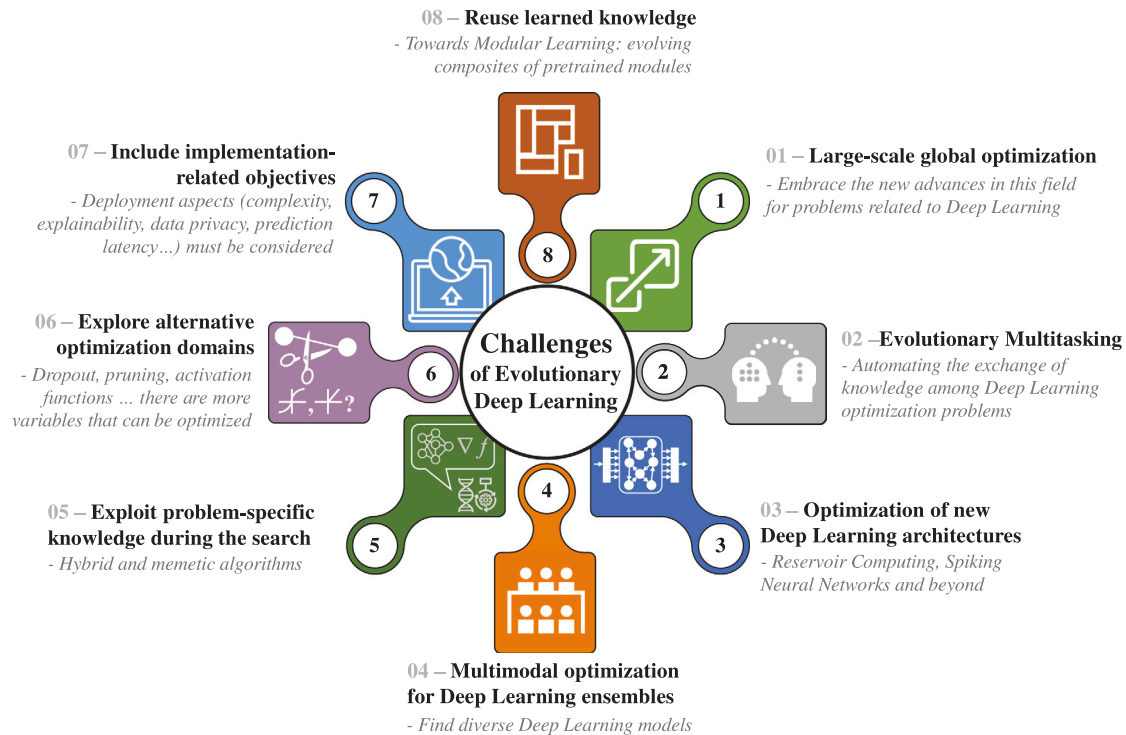 08 – Reuse learned knowledge
- Towards Modular Learning: evolving
composites of pretrained modules
07 – Include implementation-
related objectives
- Deployment aspects (complexity,
explainability, data privacy, prediction
latency...) must be considered
01 – Large-scale global optimization
- Embrace the new advances in this field
for problems related to Deep Learning
7
1
8
06 – Explore alternative
optimization domains
- Dropout, pruning, activation
functions ... there are more
variables that can be optimized
Challenges
of Evolutionary
Deep Learning
02 –Evolutionary Multitasking
- Automating the exchange of
knowledge among Deep Learning
optimization problems
6
2
, ?
∇ f
05 – Exploit problem-specific
knowledge during the search
- Hybrid and memetic algorithms
4
5
3
03 – Optimization of new
Deep Learning architectures
- Reservoir Computing, Spiking
Neural Networks and beyond
04 – Multimodal optimization
for Deep Learning ensembles
- Find diverse Deep Learning models